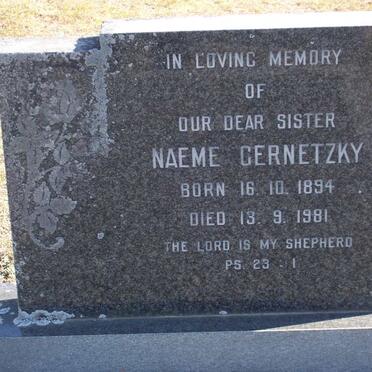 IN LOVING MEMORY
OF
OUR DEAR SISTER
NAEME CERNETZKY
BORN 16. 10. 1894.
DIED 13. 9. 1981
THE LORD IS MY SHEPHERD
PS. 23 : 1